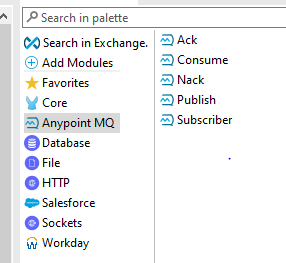 Search in palette
Search in Exchange.
Add Modules
Favorites
Core
Anypoint MQ
Database
File
HTTP
Salesforce
Sockets
Workday
Ack
Consume
Nack
Publish
Subscriber